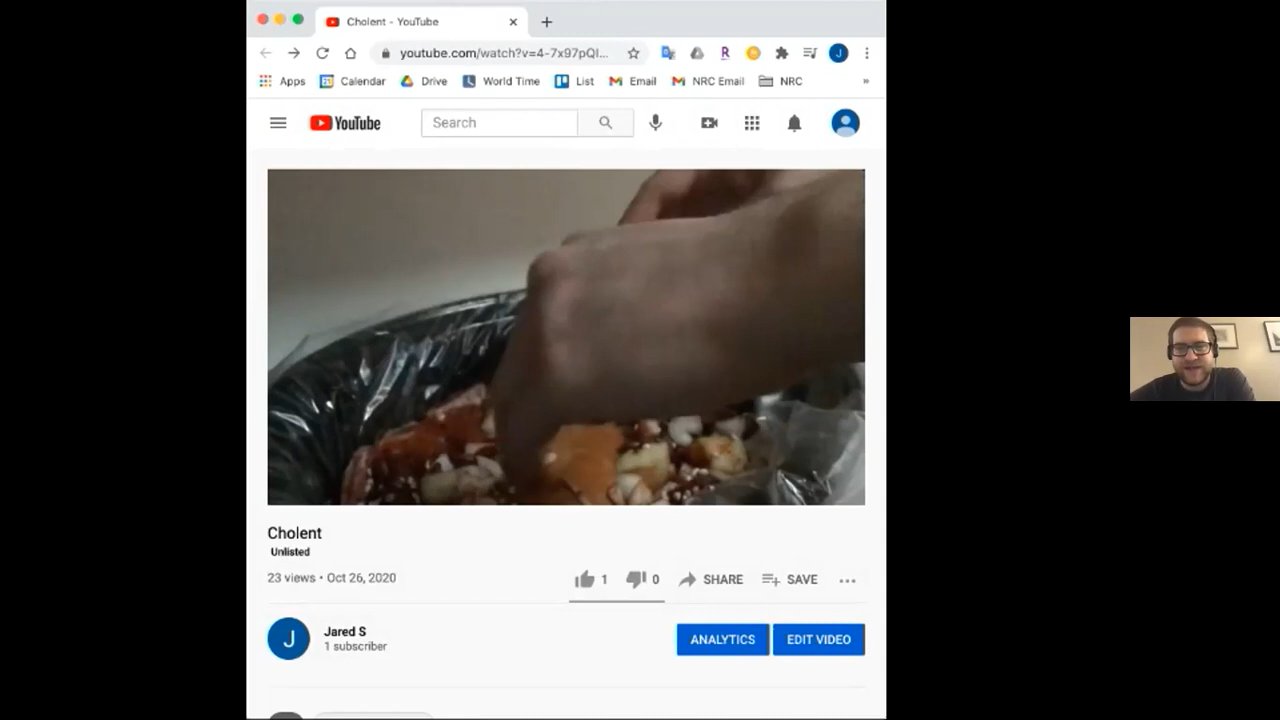 Cholent - YouTube
youtube.com/watch?v=4-7x97pQI...
R
J
Apps
Calendar
Drive
World Time
List
Email
NRC Email
NRC
»
YouTube
Search
Cholent
Unlisted
23 views • Oct 26, 2020
1
0
SHARE
SAVE
J
Jared S
1 subscriber
ANALYTICS
EDIT VIDEO